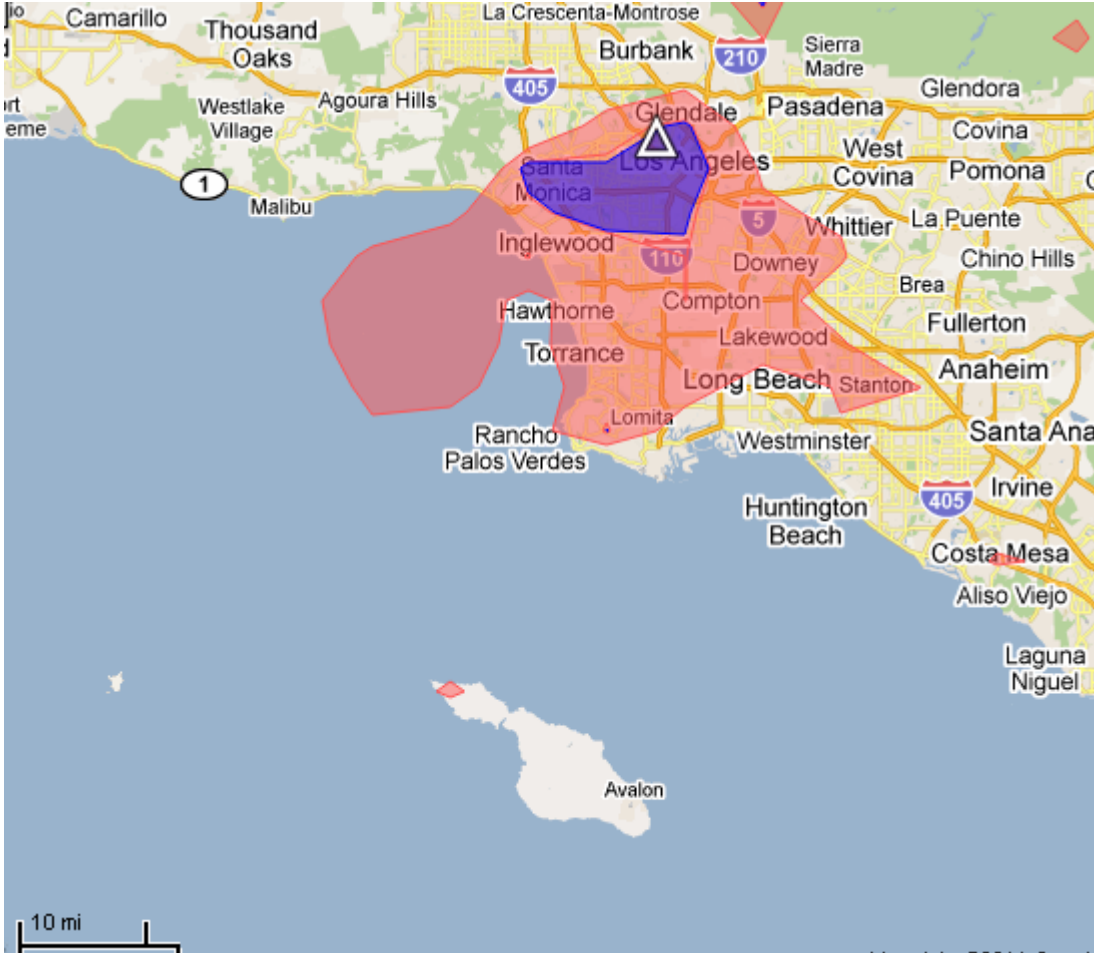 La Crescenta-Montrose
Camarillo
Thousand
Oaks
Burbank
210
Sierra
Madre
405
Glendora
Westlake
Village
Agoura Hills
Glendale
Pasadena
eme
Covina
Los Angeles
West
Covina
Pomona
Santa
Monica
1
Malibu
5
Whittier
La Puente
Inglewood
110
Downey
Chino Hills
Brea
Hawthorne
Compton
Fullerton
Torrance
Lakewood
Anaheim
Long Beach
Stanton
Lomita
Rancho
Palos Verdes
Westminster
Santa Ana
405
Irvine
Huntington
Beach
Costa Mesa
Aliso Viejo
Laguna
Niguel
Avalon
10 mi